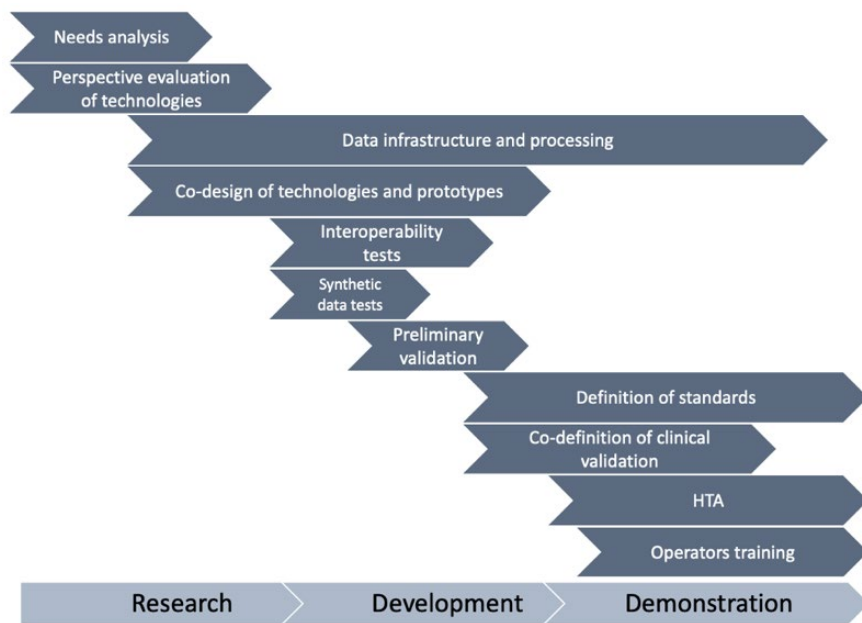 Needs analysis
Perspective evaluation
of technologies
Data infrastructure and processing
Co-design of technologies and prototypes
Interoperability
tests
Synthetic
data tests
Preliminary
validation
Definition of standards
Co-definition of clinical
validation
HTA
Operators training
Research
Development
Demonstration